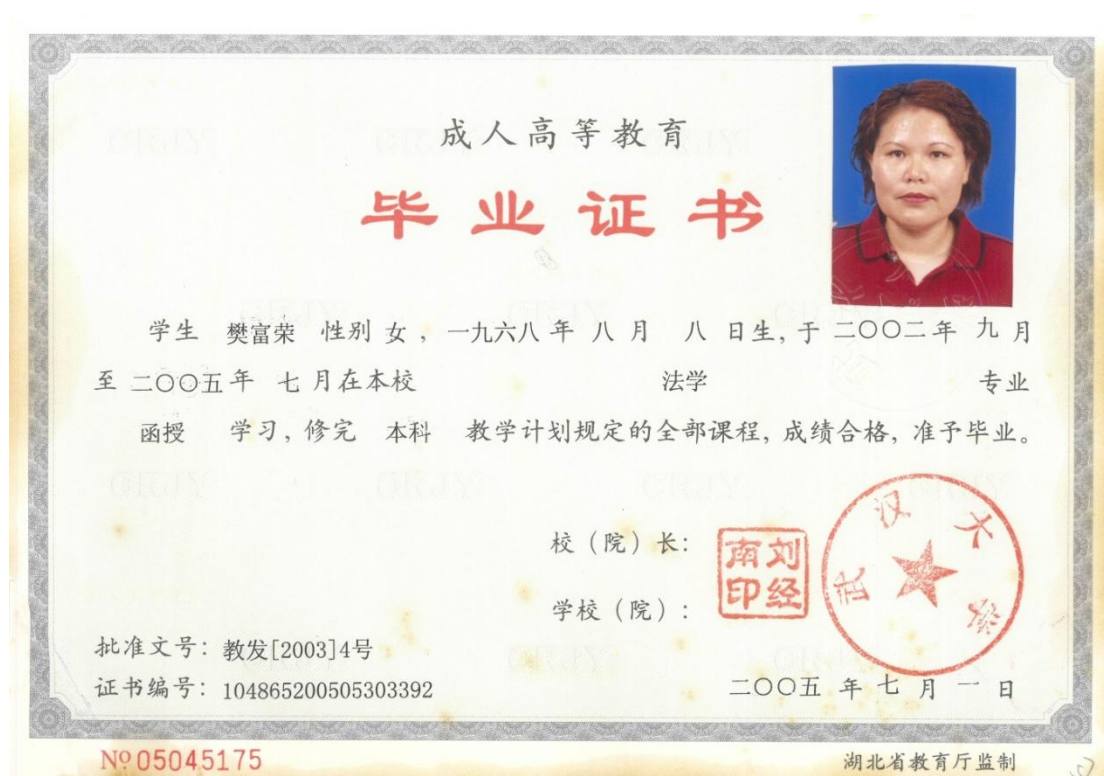 成人高等教育
毕业证书
学生 樊富荣 性别 女, 一九六八 年 八 月 八 日生, 于 二〇〇二 年 九 月
至 二〇〇五 年 七 月在本校 法学 专业
函授 学习, 修完 本科 教学计划规定的全部课程, 成绩合格, 准予毕业。
校（院）长:
刘经南印
学校（院）:
武汉大学
批准文号: 教发[2003]4号
证书编号: 104865200505303392
二〇〇五 年 七 月 一 日
№ 05045175
湖北省教育厅监制